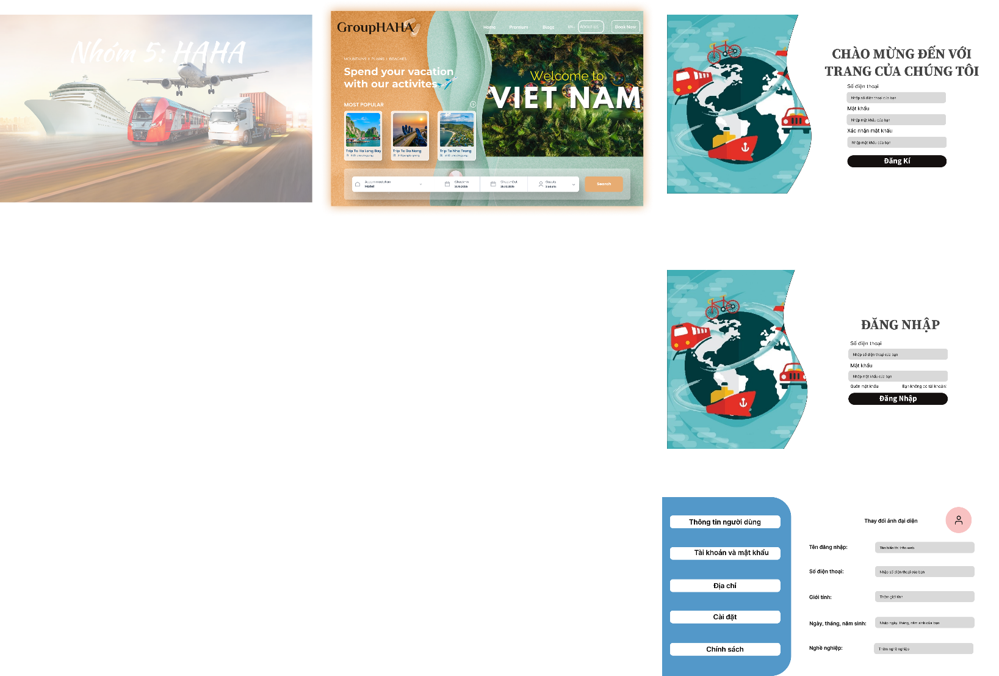 Nhóm 5: HAHA
GroupHAHA
Home Premium Blogs EN About us Book Now
MOUNTAINS | PLAINS | BEACHES
Spend your vacation
with our activites
Welcome to
VIET NAM
MOST POPULAR
Trip To Ha Long Bay
Trip To Da Nang
Trip To Nha Trang
people going
people going
people going
Accommodation
Hotel
Check-in
Check-Out
Guests
Search
CHÀO MỪNG ĐẾN VỚI
TRANG CỦA CHÚNG TÔI
Số điện thoại
Nhập số điện thoại của bạn
Mật khẩu
Nhập mật khẩu của bạn
Xác nhận mật khẩu
Nhập mật khẩu của bạn
Đăng Kí
ĐĂNG NHẬP
Số điện thoại
Nhập số điện thoại của bạn
Mật khẩu
Nhập mật khẩu của bạn
Quên mật khẩu Bạn không có tài khoản!
Đăng Nhập
Thông tin người dùng
Tài khoản và mật khẩu
Địa chỉ
Cài đặt
Chính sách
Thay đổi ảnh đại diện
Tên đăng nhập: Tên hiển thị trên web
Số điện thoại: Nhập số điện thoại của bạn
Giới tính: Thêm giới tính
Ngày, tháng, năm sinh: Nhập ngày, tháng, năm sinh của bạn
Nghề nghiệp: Thêm nghề nghiệp